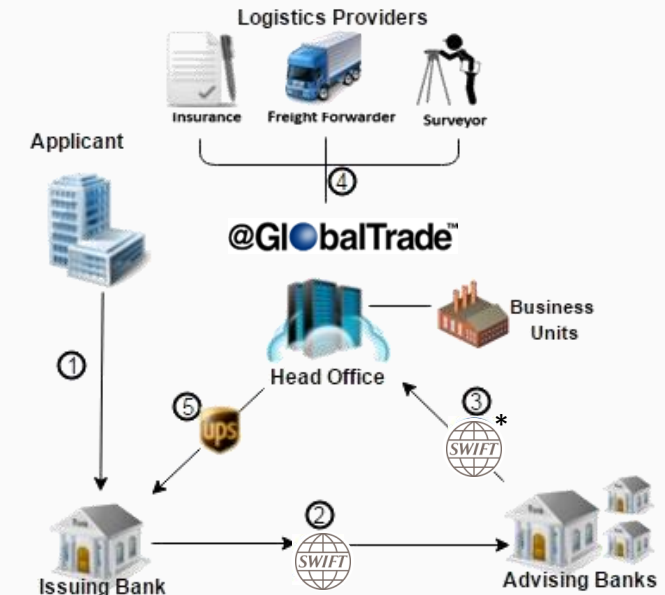 Logistics Providers
Insurance
Freight Forwarder
Surveyor
Applicant
4
@GlobalTrade™
Business
Units
Head Office
1
5
ups
3
*
SWIFT
2
SWIFT
Issuing Bank
Advising Banks